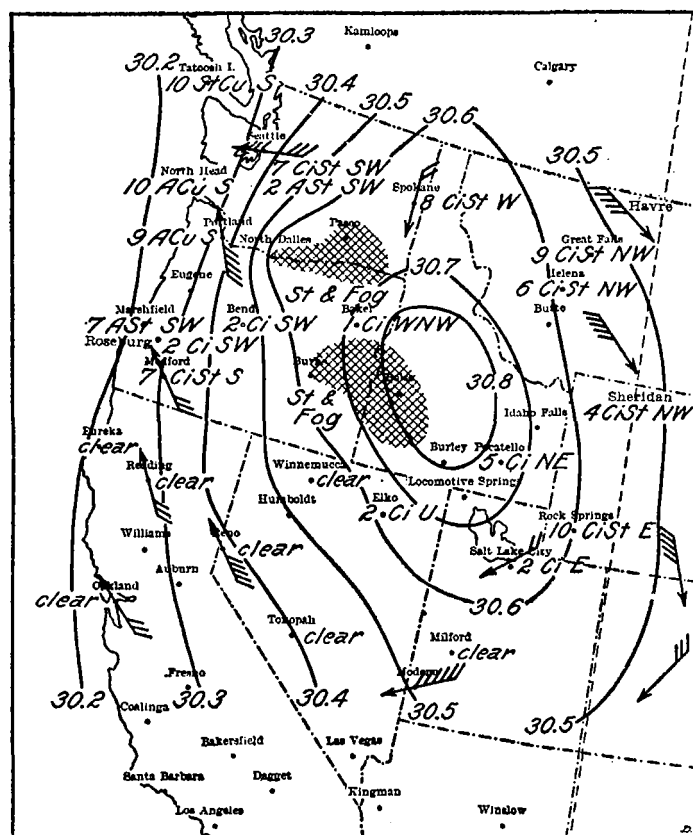 30.3
Kamloops
30.2
Tatoosh I.
10 StCu S
30.4
Calgary
30.5
30.6
Seattle
7 CiSt SW
30.5
North Head
10 ACu S
2 ASt SW
Spokane
8 CiSt W
Havre
Portland
9 ACu S
North Dalles
Pasco
Great Falls
9 CiSt NW
30.7
Helena
6 CiSt NW
Eugene
St & Fog
Marshfield
7 ASt SW
Bend
2 Ci SW
Baker
1 Ci WNW
Butte
Roseburg
2 Ci SW
Medford
7 CiSt S
Burns
Boise
30.8
St &
Fog
Sheridan
4 CiSt NW
Idaho Falls
Eureka
clear
Burley
Pocatello
5 Ci NE
Redding
clear
Winnemucca
clear
Locomotive Spring
Humboldt
Elko
2 Ci U
Rock Springs
10 CiSt E
Williams
Reno
clear
Salt Lake City
2 Ci E
Oakland
clear
Auburn
30.6
Tonopah
clear
Milford
clear
Fresno
Modena
30.2
30.3
30.4
30.5
30.5
Coalinga
Bakersfield
Las Vegas
Santa Barbara
Dagget
Los Angeles
Kingman
Winslow